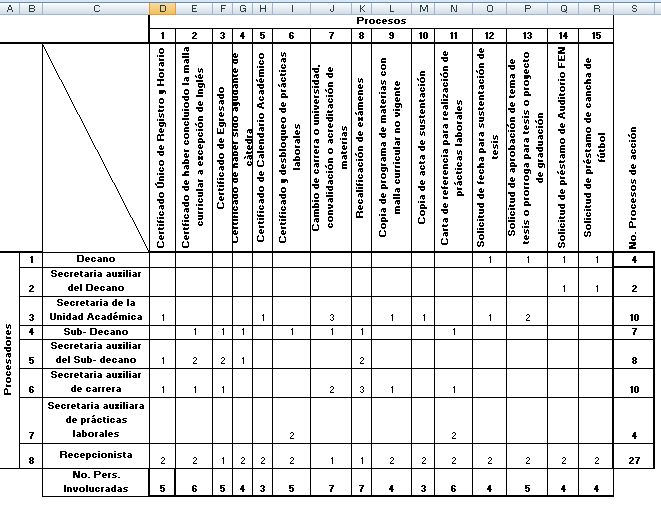 A B C D E F G H I J K L M N O P Q R S
Procesos
1 2 3 4 5 6 7 8 9 10 11 12 13 14 15
Certificado Único de Registro y Horario
Certficado de haber concluiodo la malla
curricular a excepción de Inglés
Certficado de Egresado
Certificado de haber sido ayudante de
càtedra
Certificado de Calendario Académico
Certificado y desbloqueo de prácticas
laborales
Cambio de carrera o universidad,
convalidación o acreditación de
materias
Recalificación de exámenes
Copia de programa de materias con
malla curricular no vigente
Copia de acta de sustentación
Carta de referencia para realización de
prácticas laborales
Solicitud de fecha para sustentación de
tesis
Solicitud de aprobación de tema de
tesis o prorroga para tesis o proyecto
de graduación
Solicitud de préstamo de Auditorio FEN
Solicitud de préstamo de cancha de
fútbol
No. Procesos de acción
Procesadores
1 Decano 1 1 1 1 4
Secretaria auxiliar
2 del Decano 1 1 2
Secretaria de la
3 Unidad Académica 1 1 3 1 1 1 2 10
4 Sub- Decano 1 1 1 1 1 1 1 7
Secretaria auxiliar
5 del Sub- decano 1 2 2 1 2 8
Secretaria auxiliar
6 de carrera 1 1 1 2 3 1 1 10
Secretaria auxiliara
de prácticas
7 laborales 2 2 4
8 Recepcionista 2 2 1 2 2 2 1 1 2 2 2 2 2 2 2 27
No. Pers.
Involucradas 5 6 5 4 3 5 7 7 4 3 6 4 5 4 4